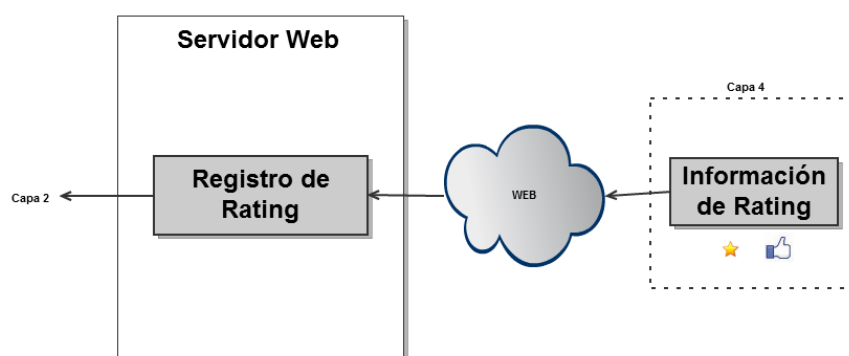 Servidor Web
Capa 4
Registro de
Rating
Información
de Rating
WEB
Capa 2